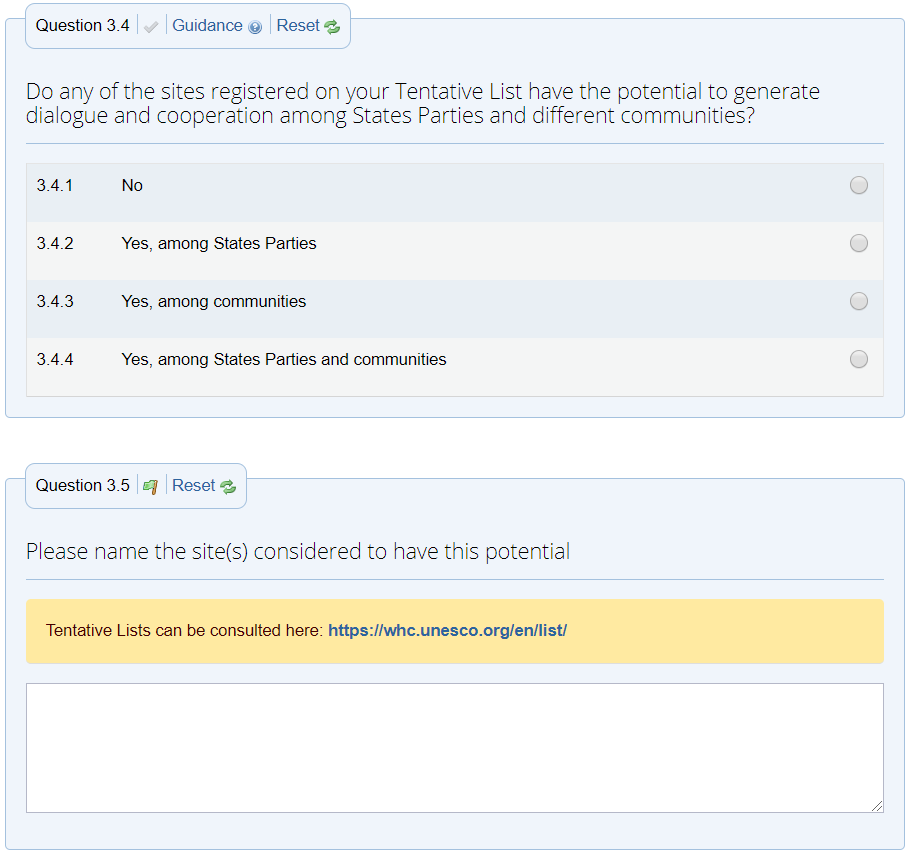 Question 3.4 Guidance Reset
Do any of the sites registered on your Tentative List have the potential to generate
dialogue and cooperation among States Parties and different communities?
3.4.1 No
3.4.2 Yes, among States Parties
3.4.3 Yes, among communities
3.4.4 Yes, among States Parties and communities
Question 3.5 Reset
Please name the site(s) considered to have this potential
Tentative Lists can be consulted here: https://whc.unesco.org/en/list/